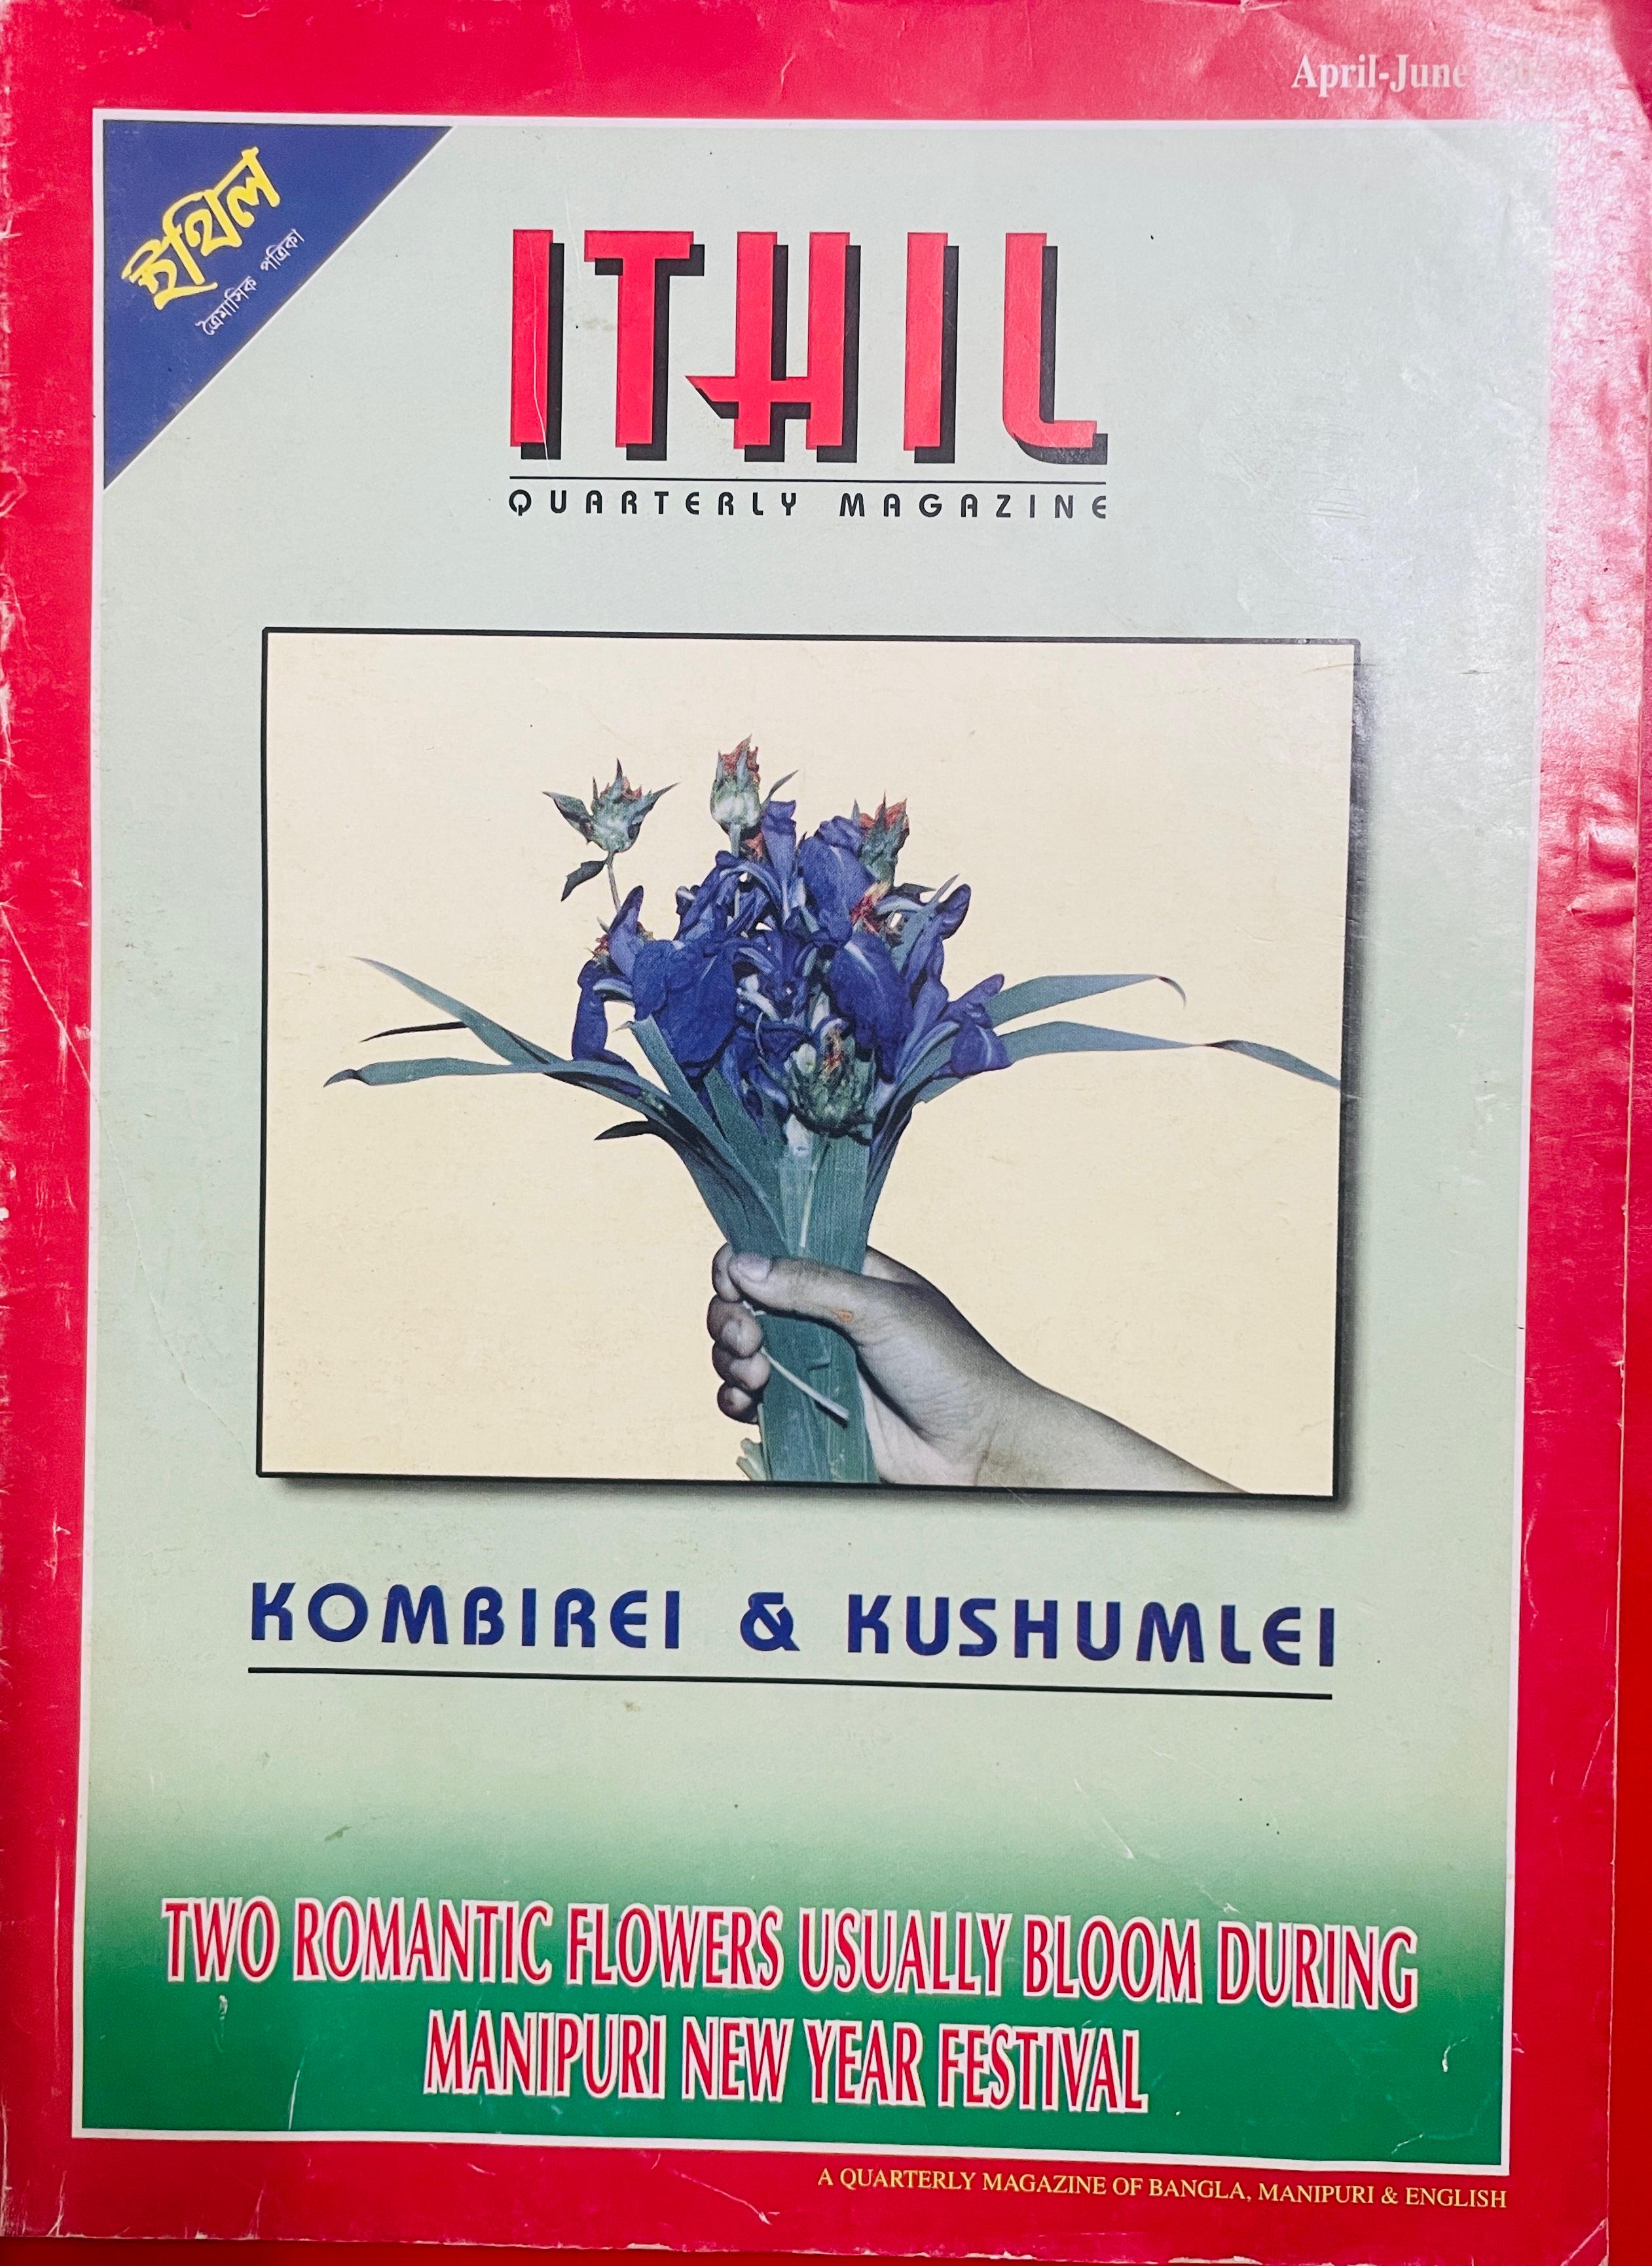 April-June
ইথিল
ত্রৈমাসিক পত্রিকা
ITHIL
QUARTERLY MAGAZINE
KOMBIREI & KUSHUMLEI
TWO ROMANTIC FLOWERS USUALLY BLOOM DURING
MANIPURI NEW YEAR FESTIVAL
A QUARTERLY MAGAZINE OF BANGLA, MANIPURI & ENGLISH